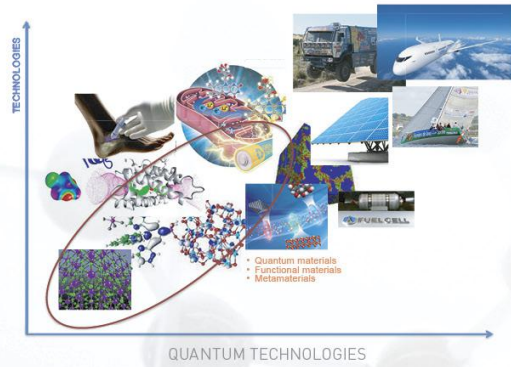 TECHNOLOGIES
FUEL CELL
• Quantum materials
• Functional materials
• Metamaterials
QUANTUM TECHNOLOGIES